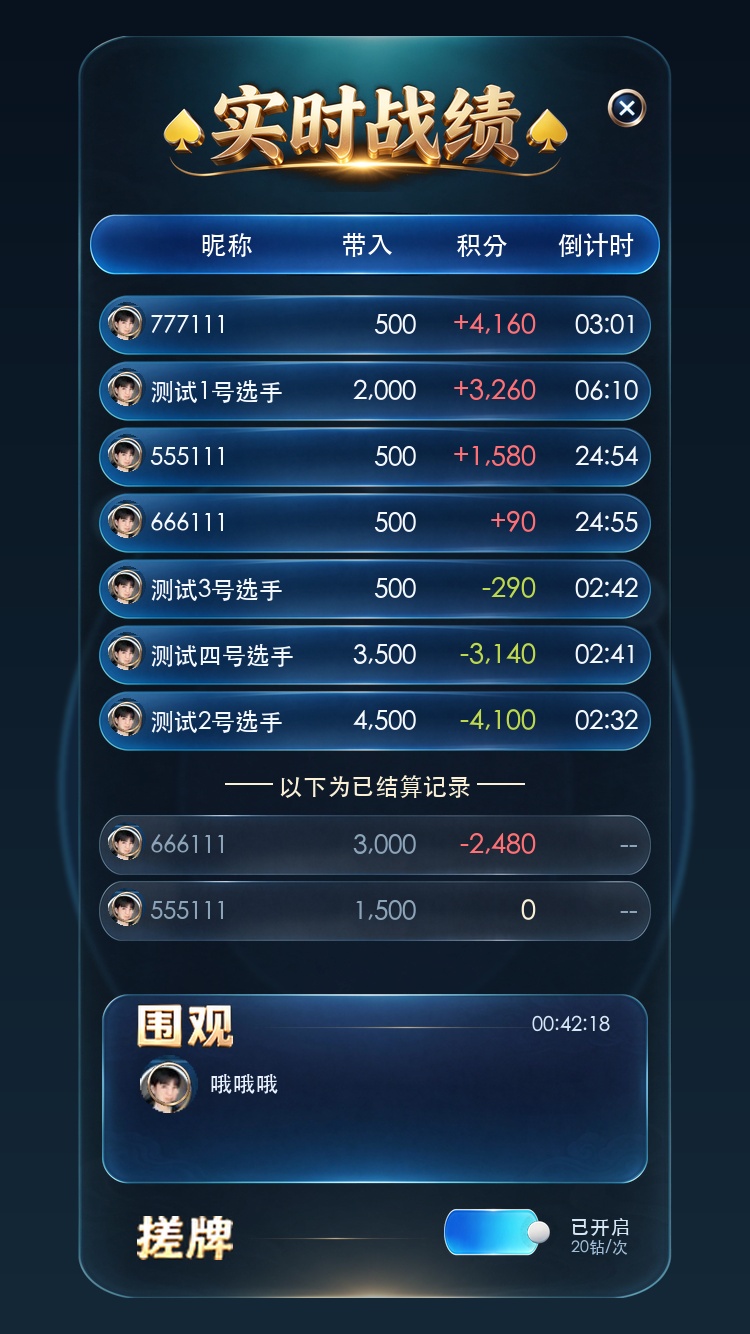 实时战绩
昵称 带入 积分 倒计时
777111 500 +4,160 03:01
测试1号选手 2,000 +3,260 06:10
555111 500 +1,580 24:54
666111 500 +90 24:55
测试3号选手 500 -290 02:42
测试四号选手 3,500 -3,140 02:41
测试2号选手 4,500 -4,100 02:32
以下为已结算记录
666111 3,000 -2,480 --
555111 1,500 0 --
围观 00:42:18
哦哦哦
搓牌 已开启
20钻/次